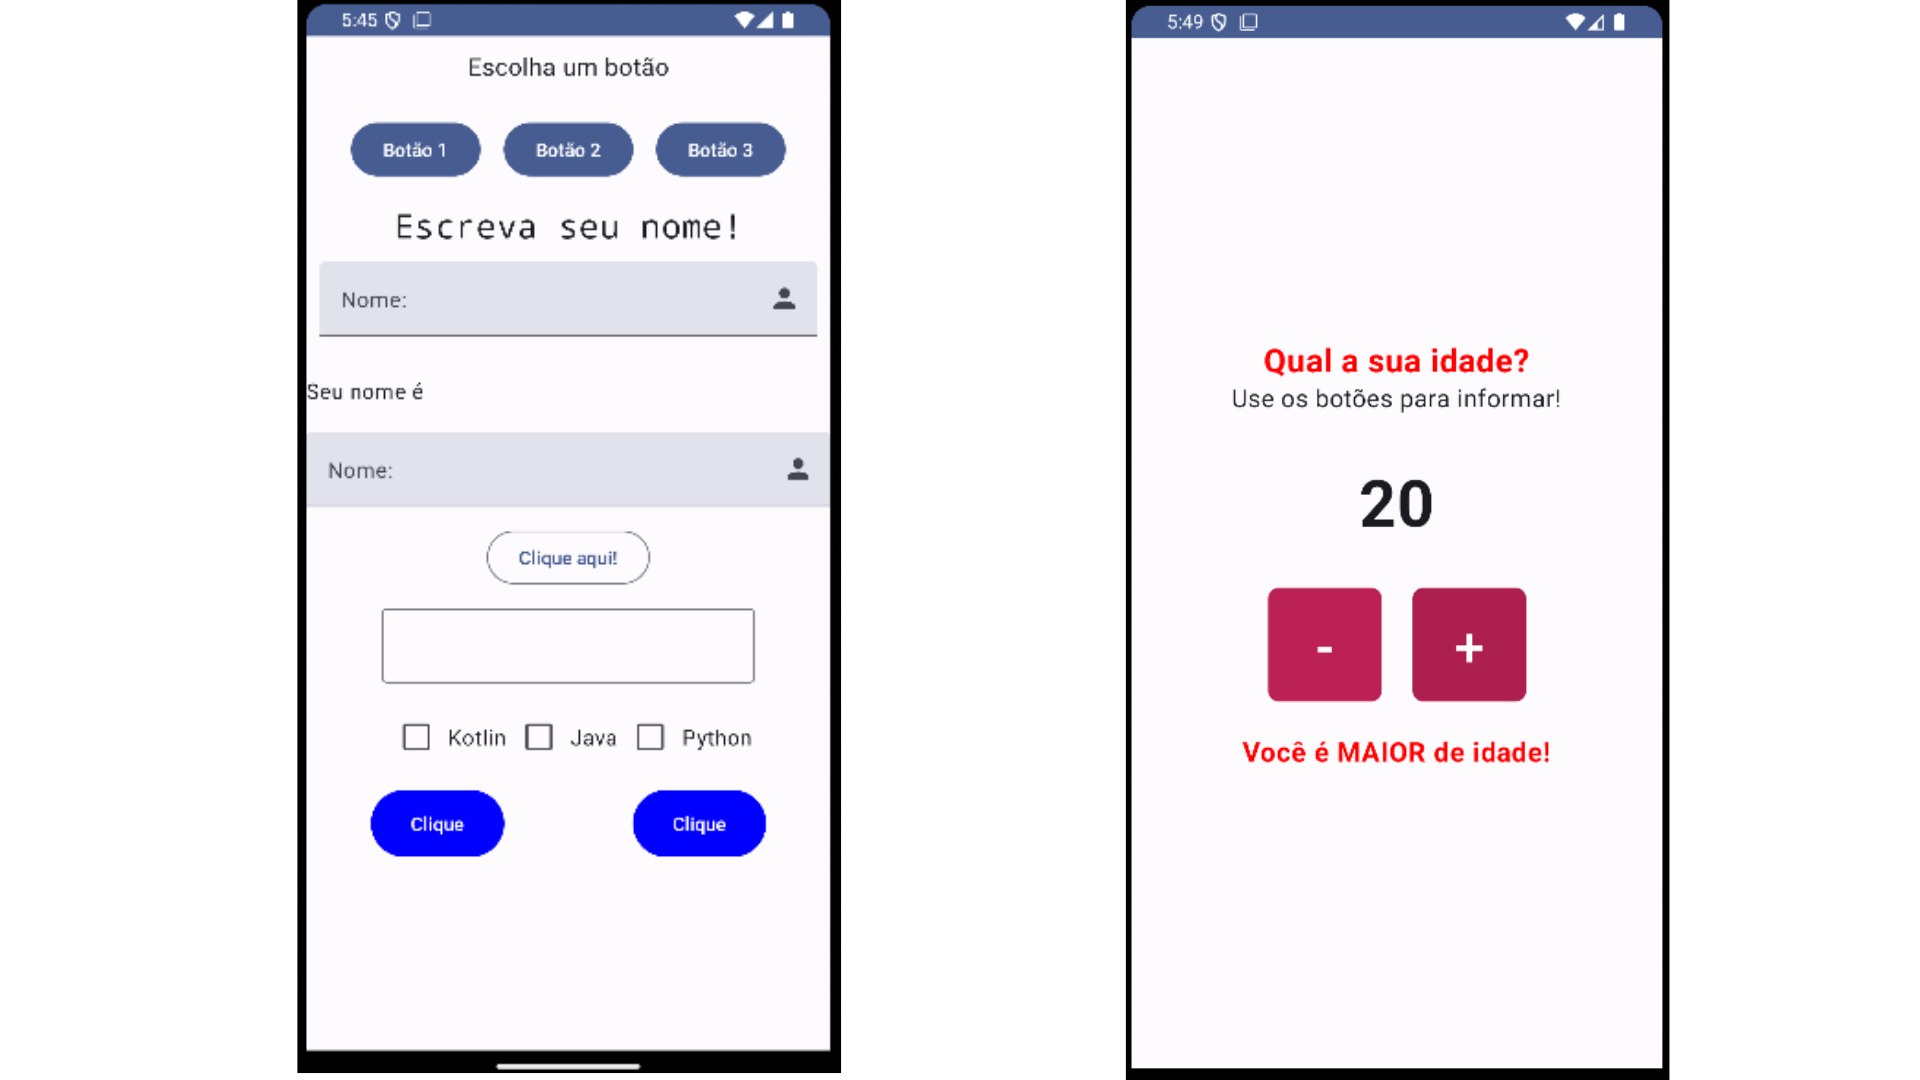 5:45
Escolha um botão
Botão 1 Botão 2 Botão 3
Escreva seu nome!
Nome:
Seu nome é
Nome:
Clique aqui!
Kotlin Java Python
Clique Clique
5:49
Qual a sua idade?
Use os botões para informar!
20
- +
Você é MAIOR de idade!